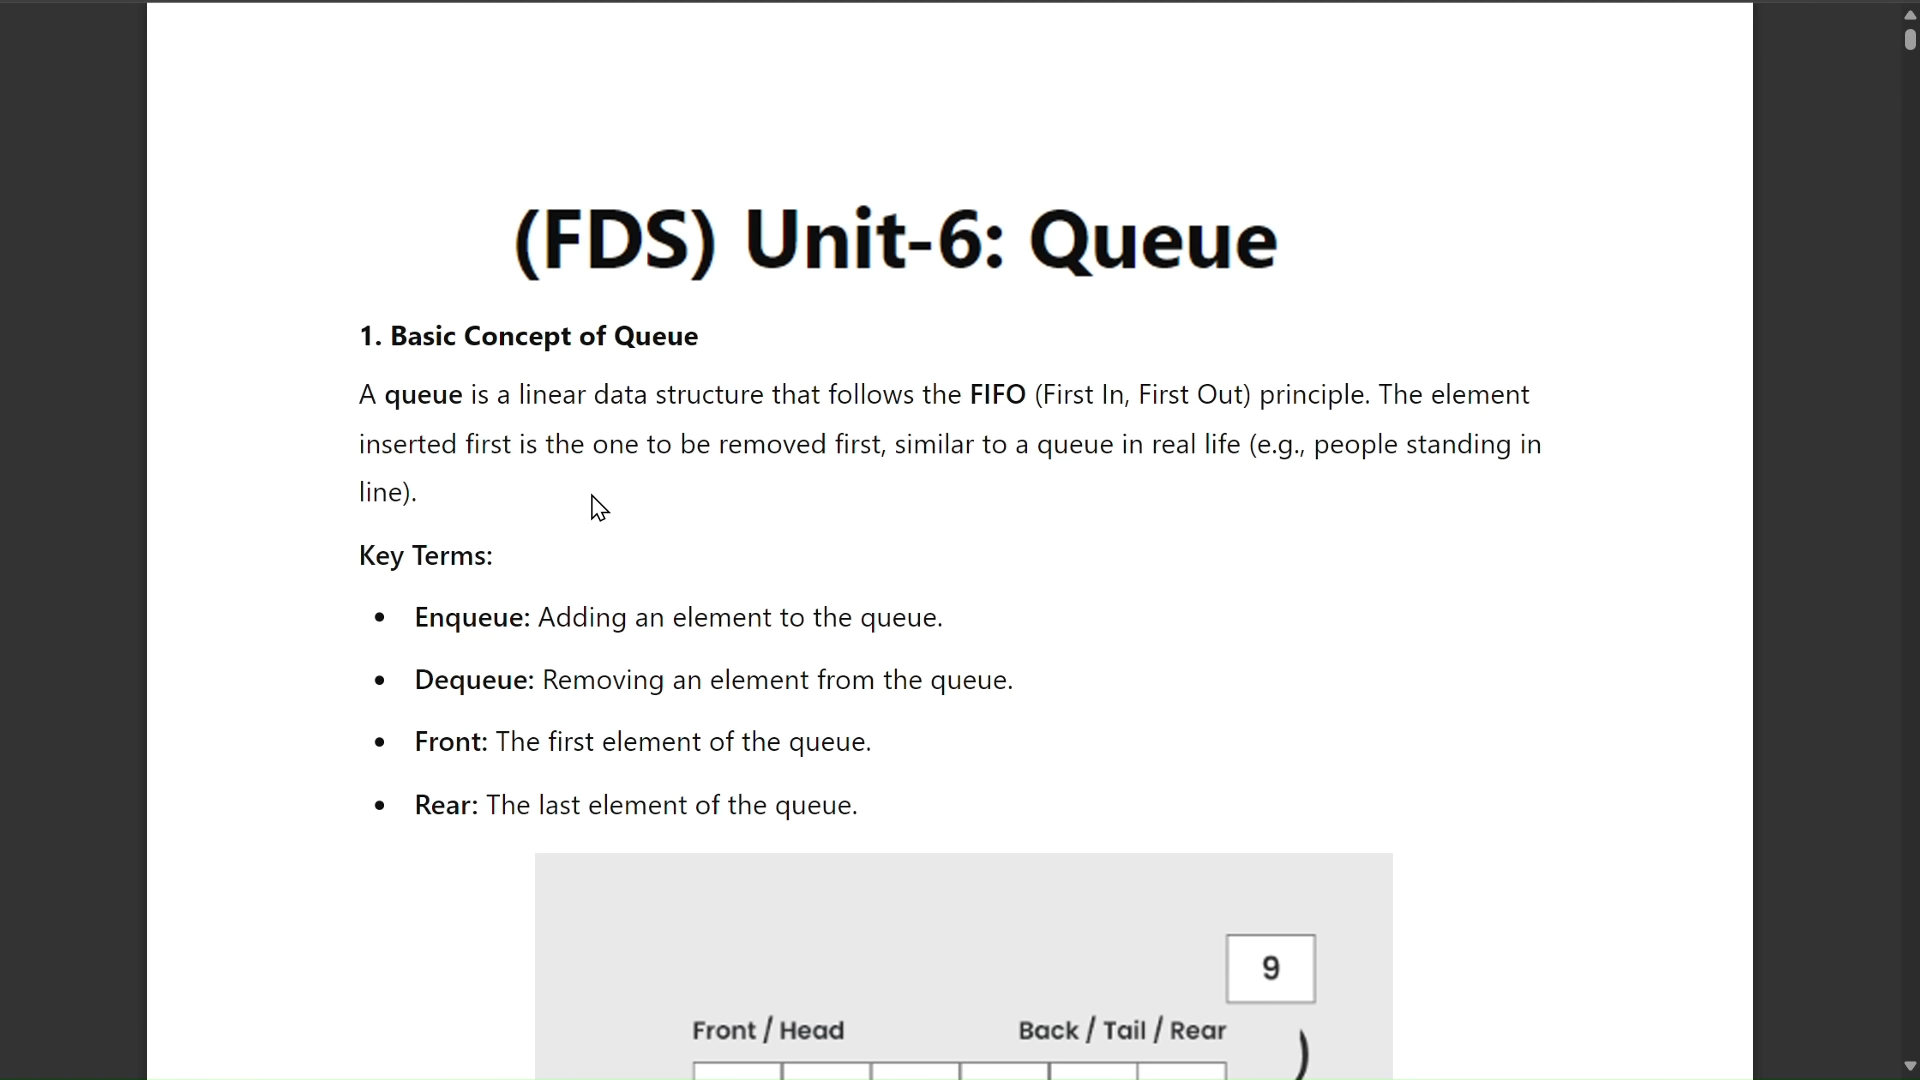 (FDS) Unit-6: Queue
1. Basic Concept of Queue
A queue is a linear data structure that follows the FIFO (First In, First Out) principle. The element
inserted first is the one to be removed first, similar to a queue in real life (e.g., people standing in
line).
Key Terms:
• Enqueue: Adding an element to the queue.
• Dequeue: Removing an element from the queue.
• Front: The first element of the queue.
• Rear: The last element of the queue.
9
Front / Head Back / Tail / Rear